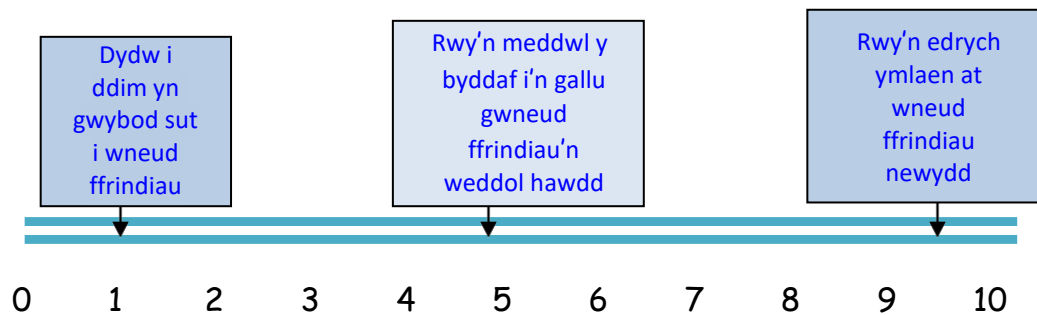 Dydw i
ddim yn
gwybod sut
i wneud
ffrindiau
Rwy'n meddwl y
byddaf i'n gallu
gwneud
ffrindiau'n
weddol hawdd
Rwy'n edrych
ymlaen at
wneud
ffrindiau
newydd
0 1 2 3 4 5 6 7 8 9 10